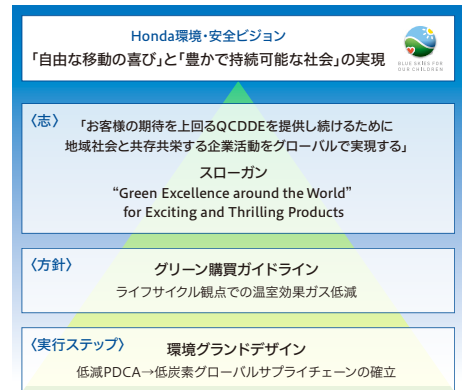 Honda環境・安全ビジョン
「自由な移動の喜び」と「豊かで持続可能な社会」の実現
BLUE SKIES FOR
OUR CHILDREN
〈志〉
「お客様の期待を上回るQCDDEを提供し続けるために
地域社会と共存共栄する企業活動をグローバルで実現する」
スローガン
“Green Excellence around the World”
for Exciting and Thrilling Products
〈方針〉
グリーン購買ガイドライン
ライフサイクル観点での温室効果ガス低減
〈実行ステップ〉
環境グランドデザイン
低減PDCA→低炭素グローバルサプライチェーンの確立